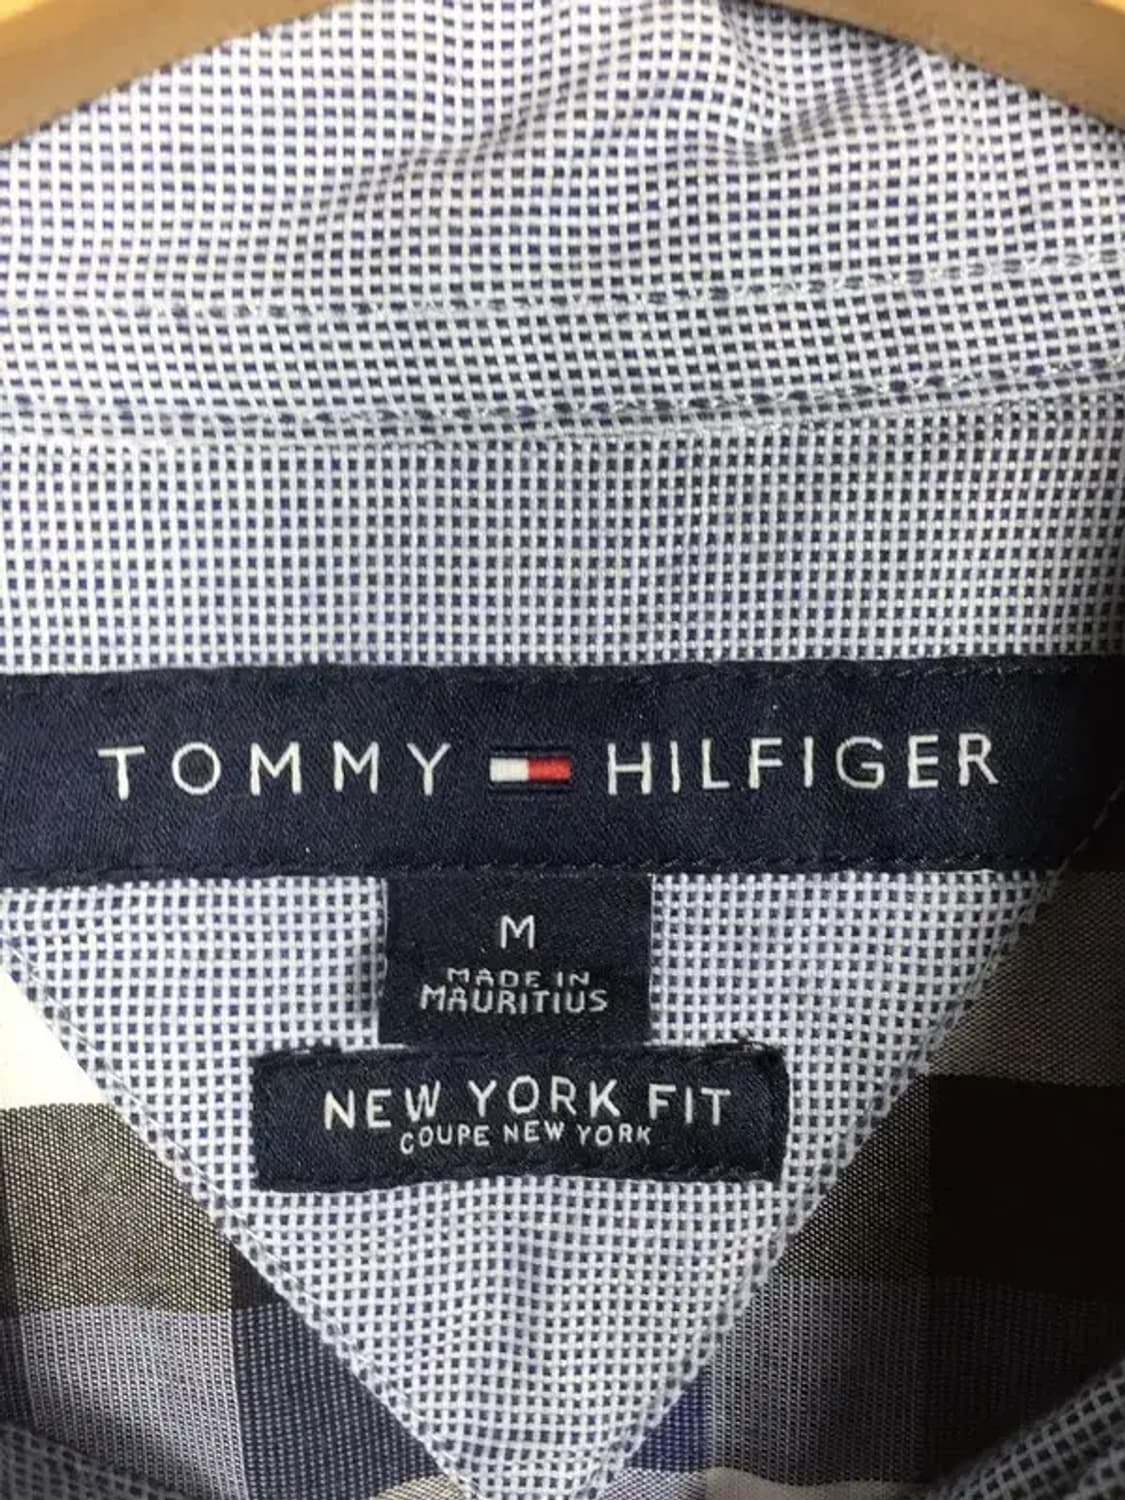 TOMMY HILFIGER
M
MADE IN
MAURITIUS
NEW YORK FIT
COUPE NEW YORK